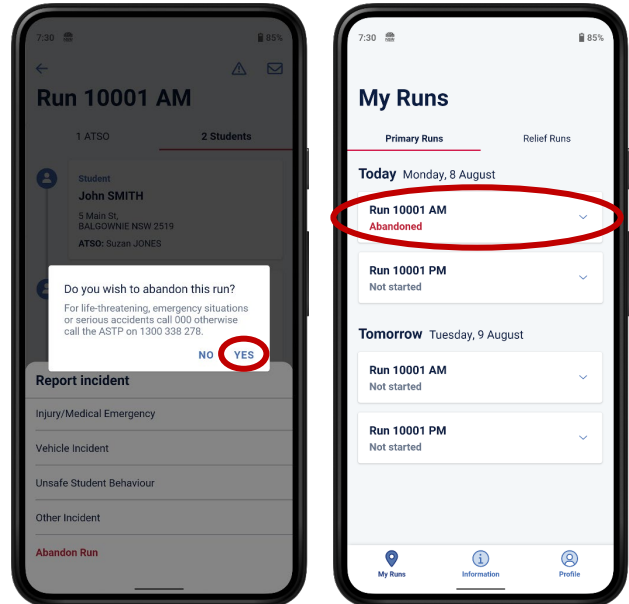 7:30
85%
Run 10001 AM
1 ATSO
2 Students
Student
John SMITH
5 Main St,
BALGOWNIE NSW 2519
ATSO: Suzan JONES
Do you wish to abandon this run?
For life-threatening, emergency situations
or serious accidents call 000 otherwise
call the ASTP on 1300 338 278.
NO YES
Report incident
Injury/Medical Emergency
Vehicle Incident
Unsafe Student Behaviour
Other Incident
Abandon Run
7:30
85%
My Runs
Primary Runs
Relief Runs
Today Monday, 8 August
Run 10001 AM
Abandoned
Run 10001 PM
Not started
Tomorrow Tuesday, 9 August
Run 10001 AM
Not started
Run 10001 PM
Not started
My Runs
Information
Profile